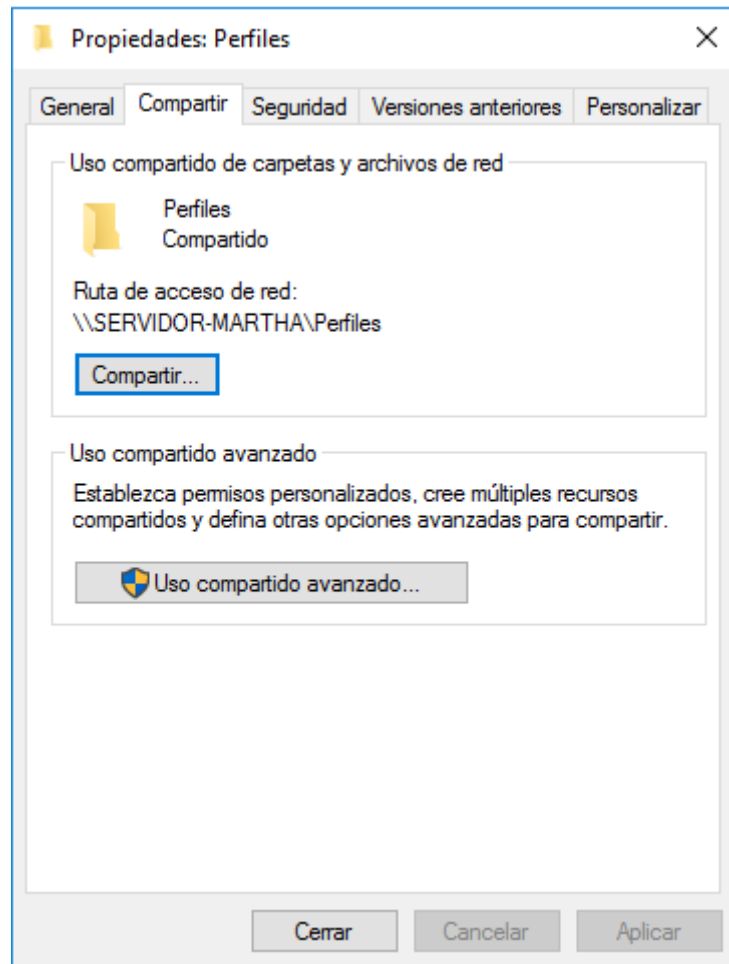 Propiedades: Perfiles
General Compartir Seguridad Versiones anteriores Personalizar
Uso compartido de carpetas y archivos de red
Perfiles
Compartido
Ruta de acceso de red:
\\SERVIDOR-MARTHA\Perfiles
Compartir...
Uso compartido avanzado
Establezca permisos personalizados, cree múltiples recursos
compartidos y defina otras opciones avanzadas para compartir.
Uso compartido avanzado...
Cerrar Cancelar Aplicar